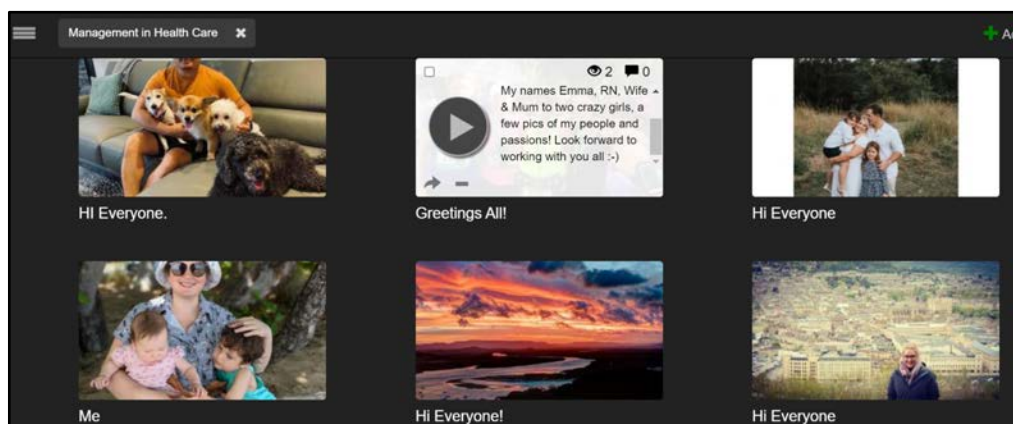 Management in Health Care ✖
Ad
2 0
My names Emma, RN, Wife
& Mum to two crazy girls, a
few pics of my people and
passions! Look forward to
working with you all :-)
HI Everyone.
Greetings All!
Hi Everyone
Me
Hi Everyone!
Hi Everyone